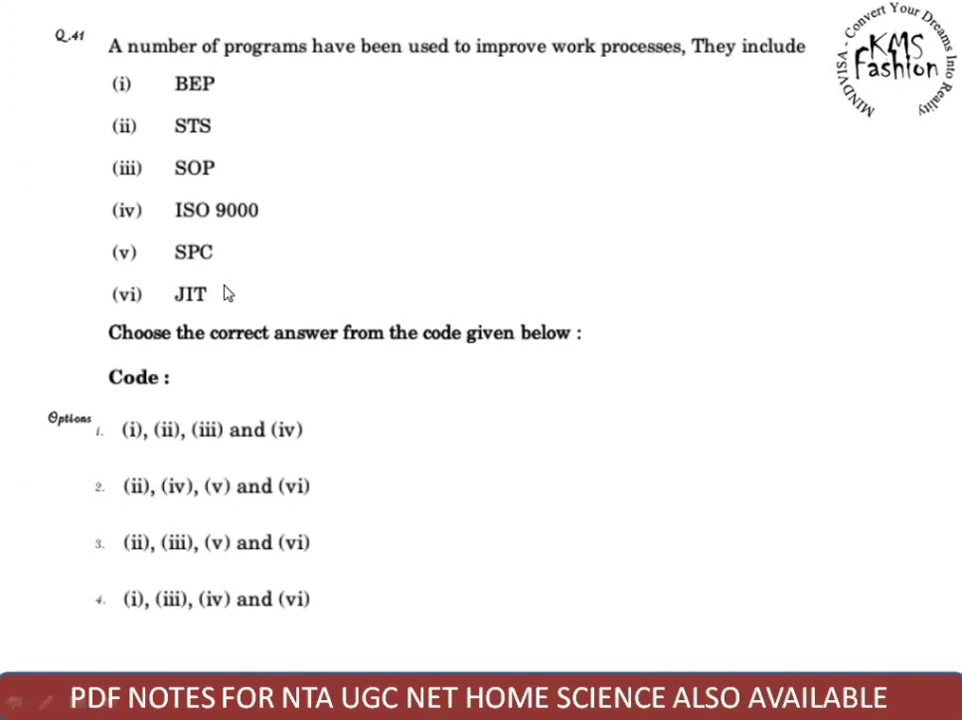 Q.41
A number of programs have been used to improve work processes, They include
(i) BEP
(ii) STS
(iii) SOP
(iv) ISO 9000
(v) SPC
(vi) JIT
Choose the correct answer from the code given below :
Code :
Options
1. (i), (ii), (iii) and (iv)
2. (ii), (iv), (v) and (vi)
3. (ii), (iii), (v) and (vi)
4. (i), (iii), (iv) and (vi)
MINDVISA - Convert Your Dreams Into Reality
KMS
Fashion
PDF NOTES FOR NTA UGC NET HOME SCIENCE ALSO AVAILABLE